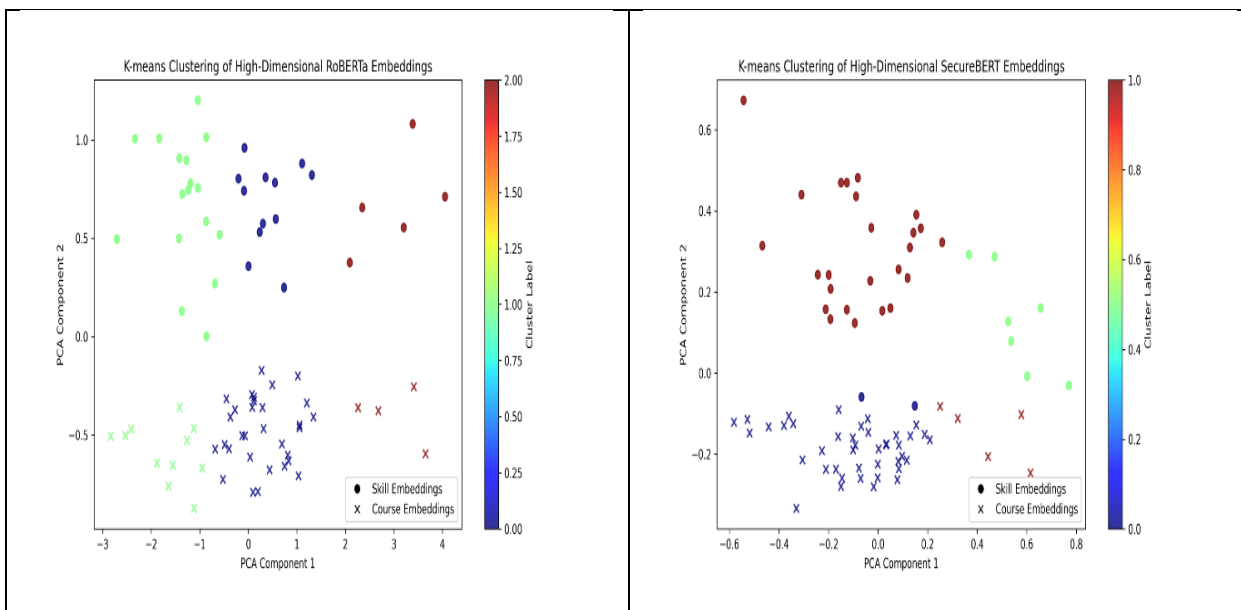 K-means Clustering of High-Dimensional RoBERTa Embeddings
PCA Component 2
1.0
0.5
0.0
−0.5
−3 −2 −1 0 1 2 3 4
PCA Component 1
Skill Embeddings
Course Embeddings
2.00
1.75
1.50
1.25
1.00
0.75
0.50
0.25
0.00
Cluster Label
K-means Clustering of High-Dimensional SecureBERT Embeddings
PCA Component 2
0.6
0.4
0.2
0.0
−0.2
−0.6 −0.4 −0.2 0.0 0.2 0.4 0.6 0.8
PCA Component 1
Skill Embeddings
Course Embeddings
1.0
0.8
0.6
0.4
0.2
0.0
Cluster Label